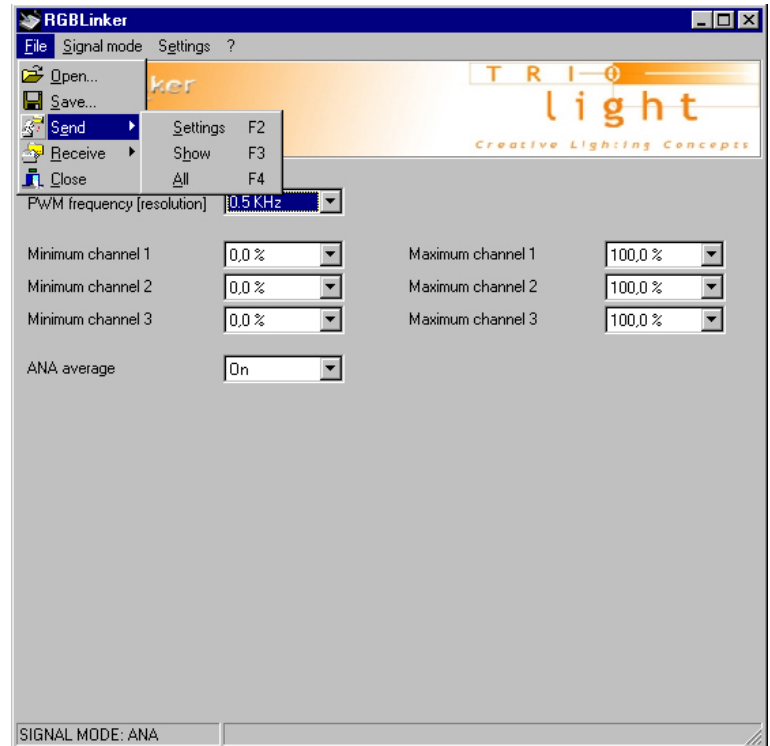 RGBLinker
File Signal mode Settings ?
Open...
Save...
Send
Receive
Close
Settings F2
Show F3
All F4
ker
TRIO
light
Creative Lighting Concepts
PWM frequency [resolution] 0.5 KHz
Minimum channel 1 0,0 % Maximum channel 1 100,0 %
Minimum channel 2 0,0 % Maximum channel 2 100,0 %
Minimum channel 3 0,0 % Maximum channel 3 100,0 %
ANA average On
SIGNAL MODE: ANA